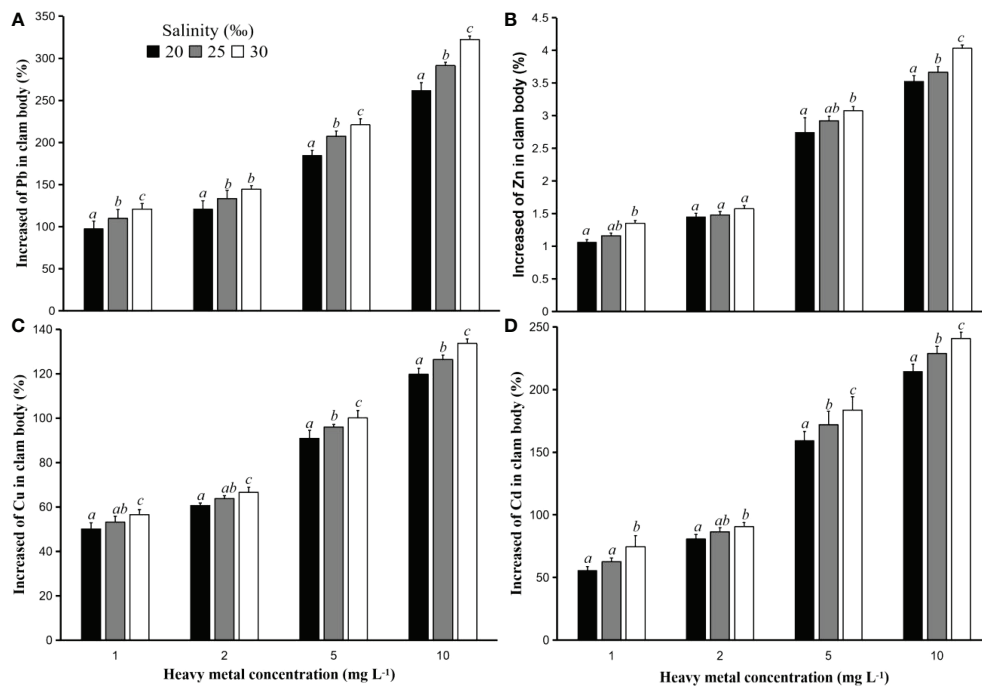 A
Increased of Pb in clam body (%)
350
300
250
200
150
100
50
0
Salinity (‰)
20 25 30
a b c
a b b
a b c
a b c
B
Increased of Zn in clam body (%)
4.5
4
3.5
3
2.5
2
1.5
1
0.5
0
a ab b
a a a
a ab b
a b c
C
Increased of Cu in clam body (%)
140
120
100
80
60
40
20
0
a ab c
a ab c
a b c
a b c
1 2 5 10
Heavy metal concentration (mg L-1)
D
Increased of Cd in clam body (%)
250
200
150
100
50
0
a a b
a ab b
a b c
a b c
1 2 5 10
Heavy metal concentration (mg L-1)